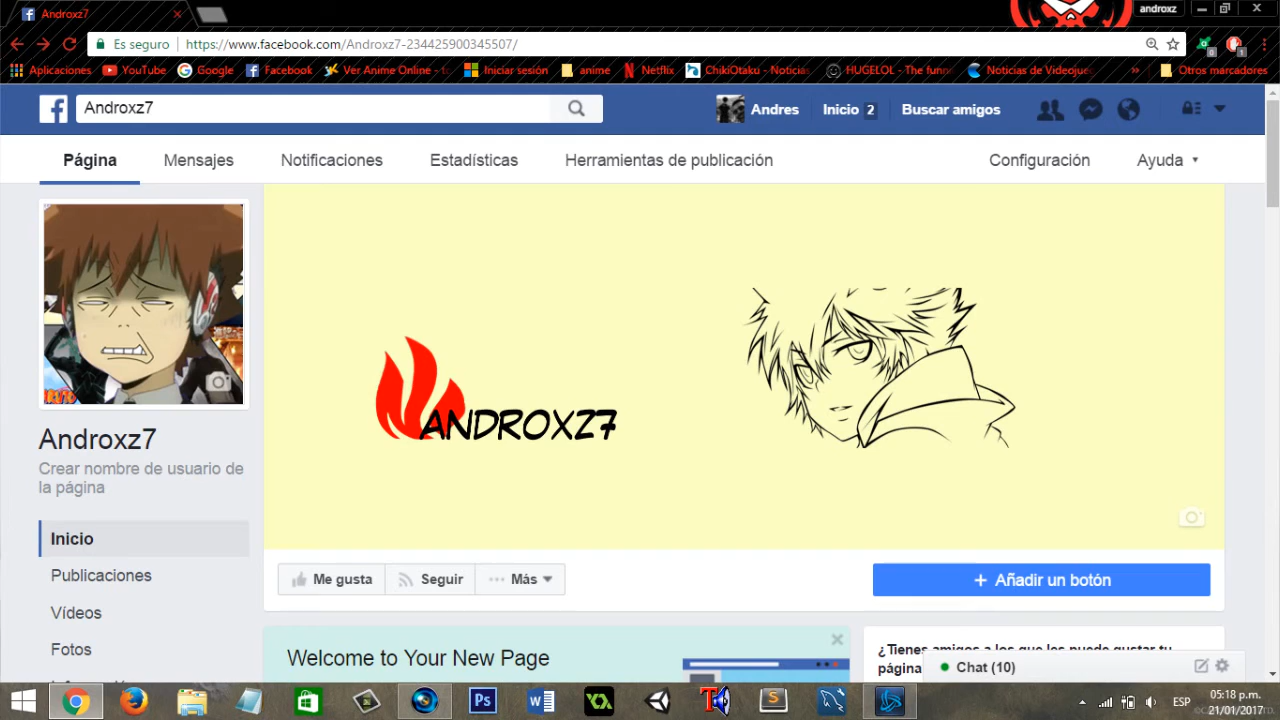 Androxz7
androxz
Es seguro
https://www.facebook.com/Androxz7-234425900345507/
0
1
Aplicaciones YouTube Google Facebook Ver Anime Online - Iniciar sesión anime Netflix ChikiOtaku - Noticias HUGELOL - The funn Noticias de Videojue » Otros marcadores
Androxz7 Andres Inicio 2 Buscar amigos
Página Mensajes Notificaciones Estadísticas Herramientas de publicación Configuración Ayuda
ANDROXZ7
Androxz7
Crear nombre de usuario de
la página
Inicio
Publicaciones
Vídeos
Fotos
Me gusta Seguir Más
+ Añadir un botón
Welcome to Your New Page
¿Tienes amigos a los que les puede gustar tu
página
Chat (10)
Ps
ESP
05:18 p.m.
21/01/2017